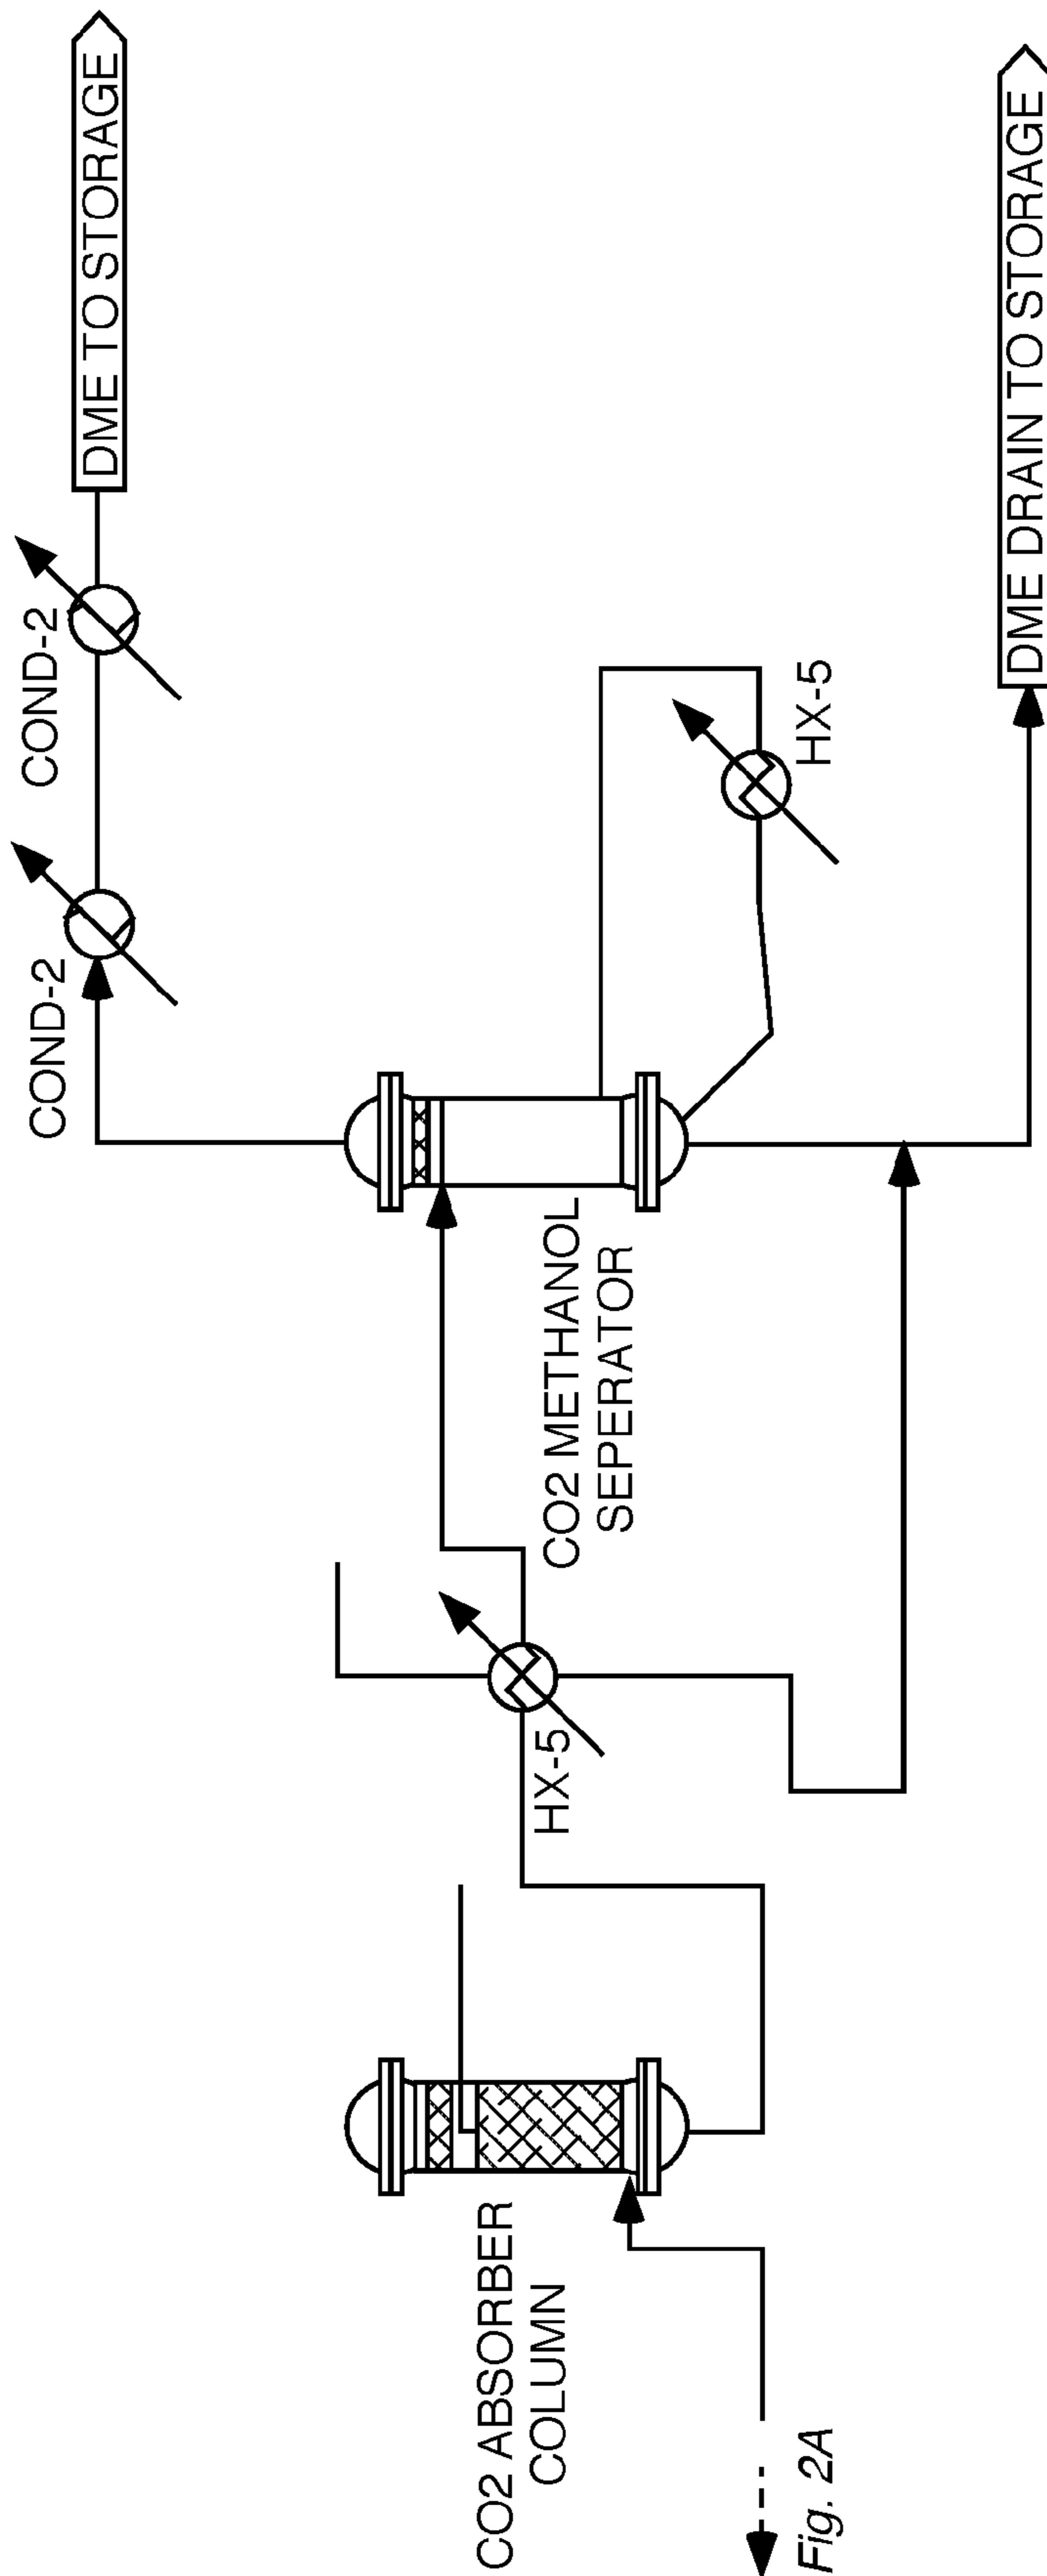 COND-2
COND-2
DME TO STORAGE
CO2 ABSORBER
COLUMN
HX-5
CO2 METHANOL
SEPERATOR
HX-5
DME DRAIN TO STORAGE
Fig. 2A